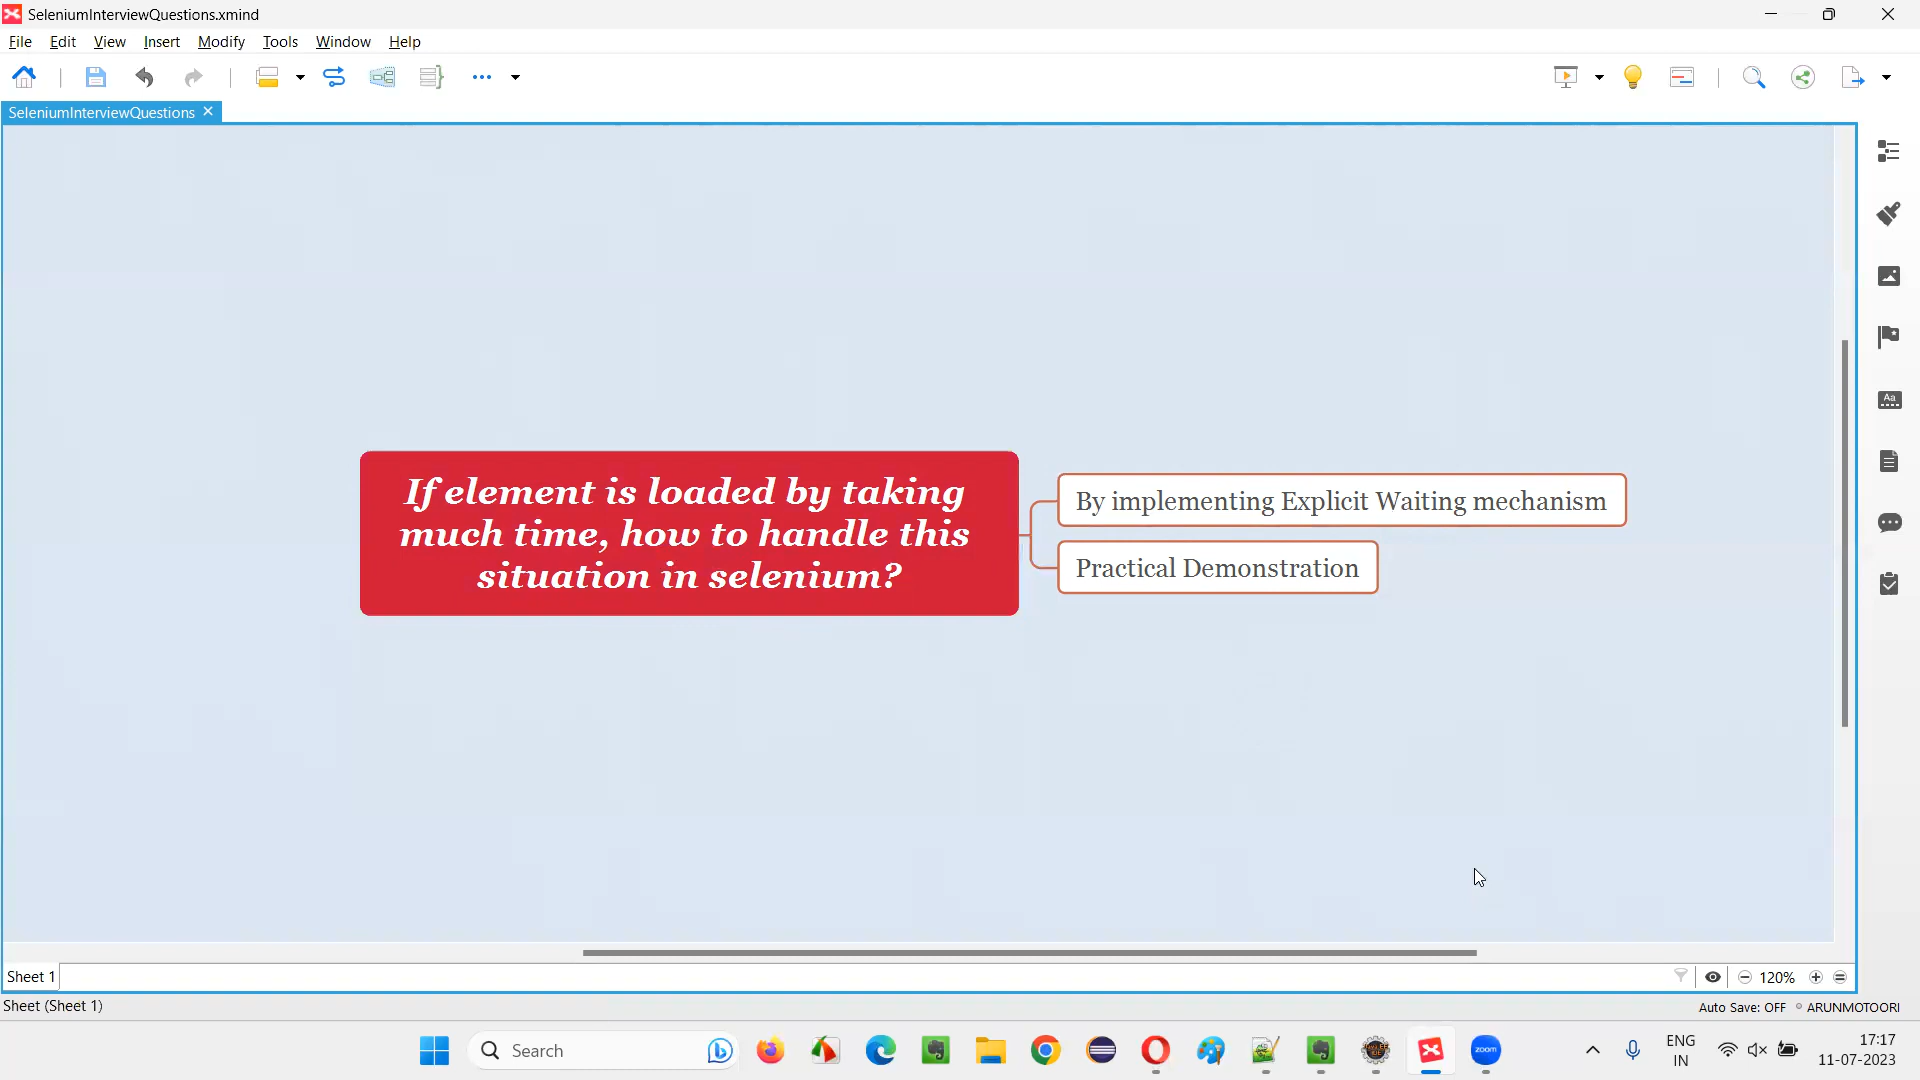 SeleniumInterviewQuestions.xmind
File Edit View Insert Modify Tools Window Help
SeleniumInterviewQuestions
If element is loaded by taking
much time, how to handle this
situation in selenium?
By implementing Explicit Waiting mechanism
Practical Demonstration
Aa
Sheet 1
120%
Sheet (Sheet 1)
Auto Save: OFF ARUNMOTOORI
Search
zoom
ENG
IN
17:17
11-07-2023